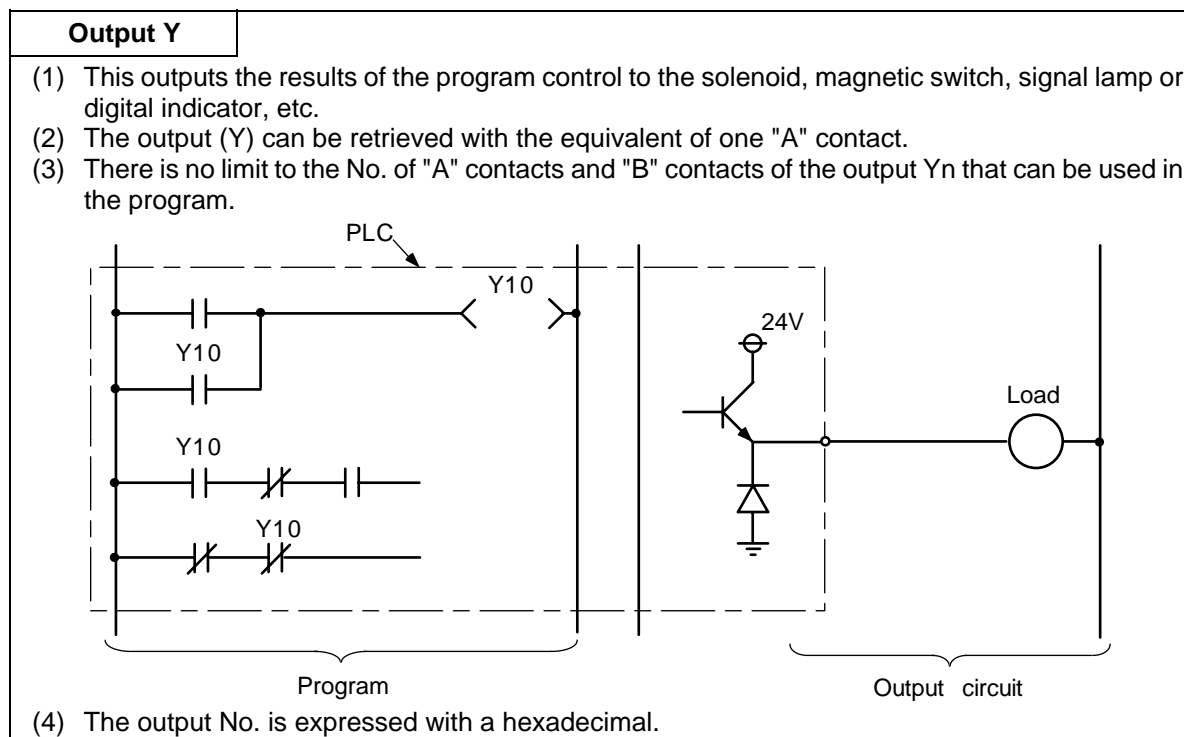 Output Y
(1) This outputs the results of the program control to the solenoid, magnetic switch, signal lamp or
digital indicator, etc.
(2) The output (Y) can be retrieved with the equivalent of one "A" contact.
(3) There is no limit to the No. of "A" contacts and "B" contacts of the output Yn that can be used in
the program.
PLC
Y10
24V
Y10
Load
Y10
Y10
Program
Output circuit
(4) The output No. is expressed with a hexadecimal.